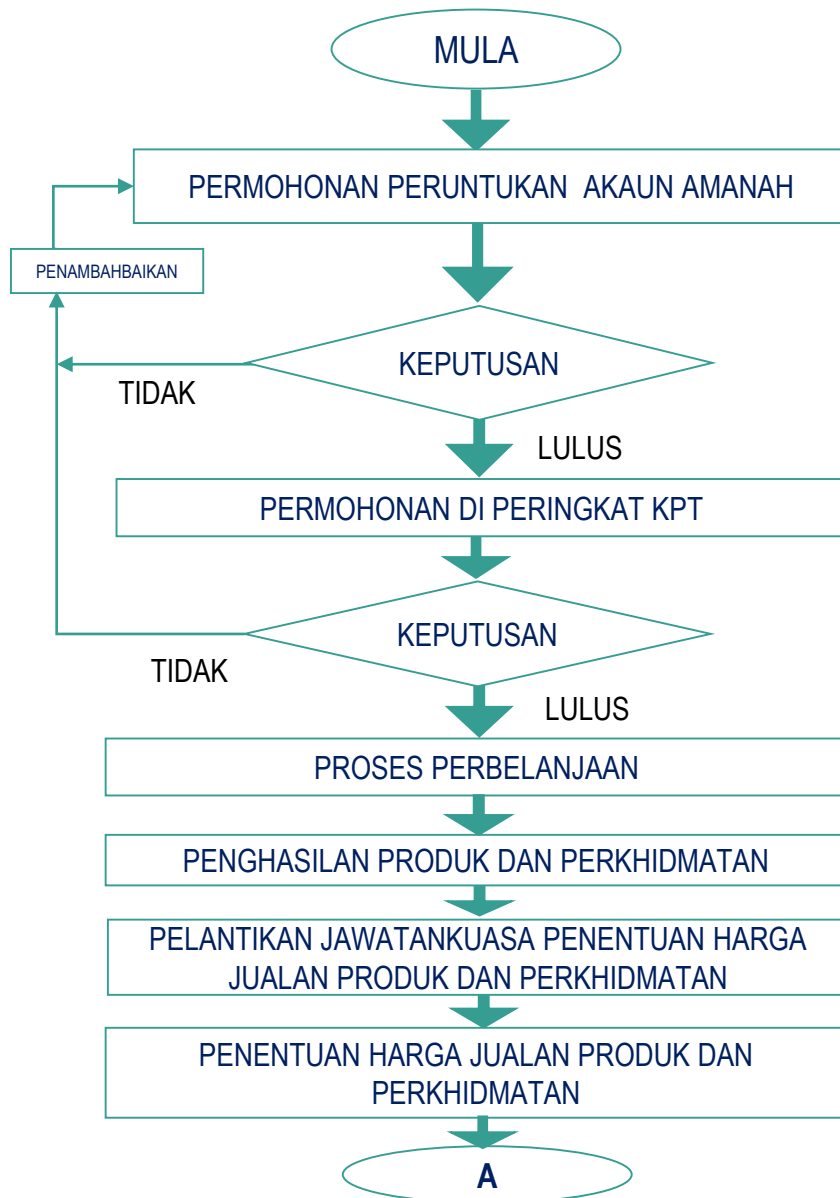 MULA
PERMOHONAN PERUNTUKAN AKAUN AMANAH
PENAMBAHBAIKAN
KEPUTUSAN
TIDAK
LULUS
PERMOHONAN DI PERINGKAT KPT
KEPUTUSAN
TIDAK
LULUS
PROSES PERBELANJAAN
PENGHASILAN PRODUK DAN PERKHIDMATAN
PELANTIKAN JAWATANKUASA PENENTUAN HARGA
JUALAN PRODUK DAN PERKHIDMATAN
PENENTUAN HARGA JUALAN PRODUK DAN
PERKHIDMATAN
A